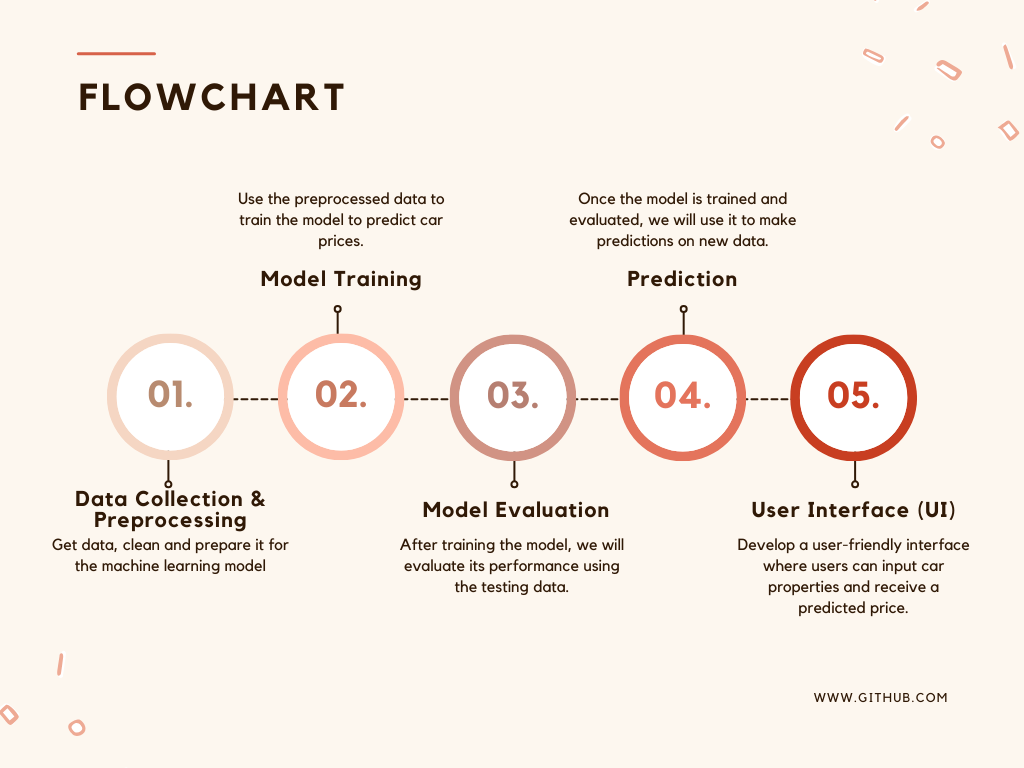 FLOWCHART
Use the preprocessed data to
train the model to predict car
prices.
Model Training
Once the model is trained and
evaluated, we will use it to make
predictions on new data.
Prediction
01.
02.
03.
04.
05.
Data Collection &
Preprocessing
Get data, clean and prepare it for
the machine learning model
Model Evaluation
After training the model, we will
evaluate its performance using
the testing data.
User Interface (UI)
Develop a user-friendly interface
where users can input car
properties and receive a
predicted price.
WWW.GITHUB.COM